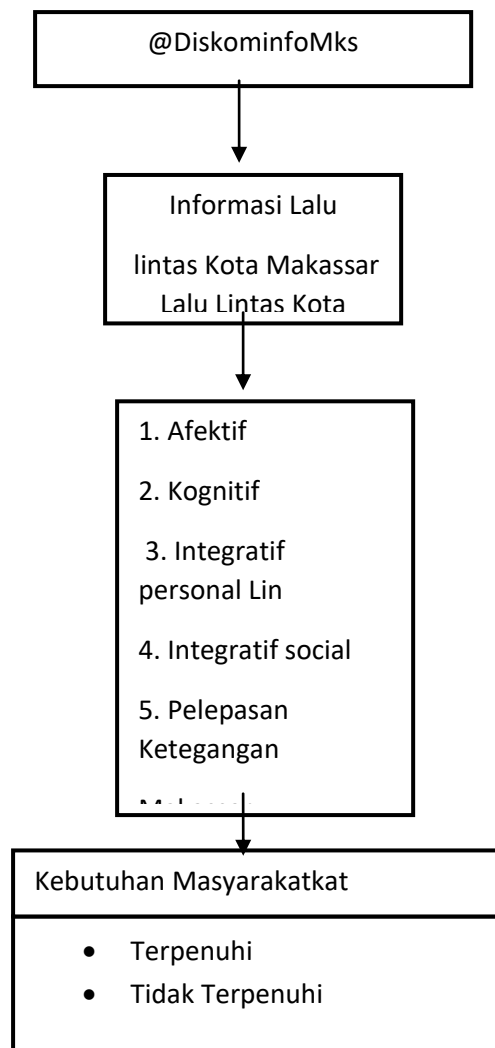 @DiskominfoMks
Informasi Lalu
lintas Kota Makassar
Lalu Lintas Kota
1. Afektif
2. Kognitif
3. Integratif
personal Lin
4. Integratif social
5. Pelepasan
Ketegangan
Kebutuhan Masyarakatkat
• Terpenuhi
• Tidak Terpenuhi